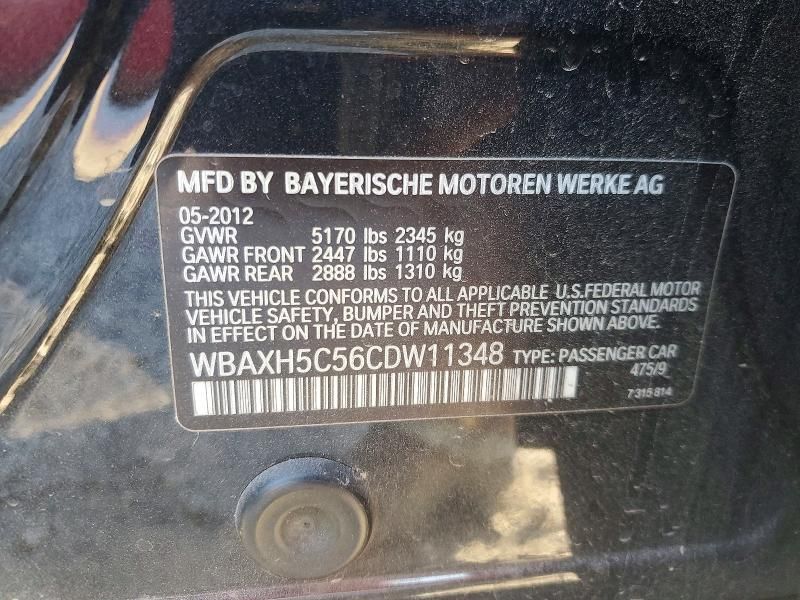 MFD BY BAYERISCHE MOTOREN WERKE AG
05-2012
GVWR 5170 lbs 2345 kg
GAWR FRONT 2447 lbs 1110 kg
GAWR REAR 2888 lbs 1310 kg
THIS VEHICLE CONFORMS TO ALL APPLICABLE U.S.FEDERAL MOTOR
VEHICLE SAFETY, BUMPER AND THEFT PREVENTION STANDARDS
IN EFFECT ON THE DATE OF MANUFACTURE SHOWN ABOVE.
WBAXH5C56CDW11348 TYPE: PASSENGER CAR
475/9
7 315 814